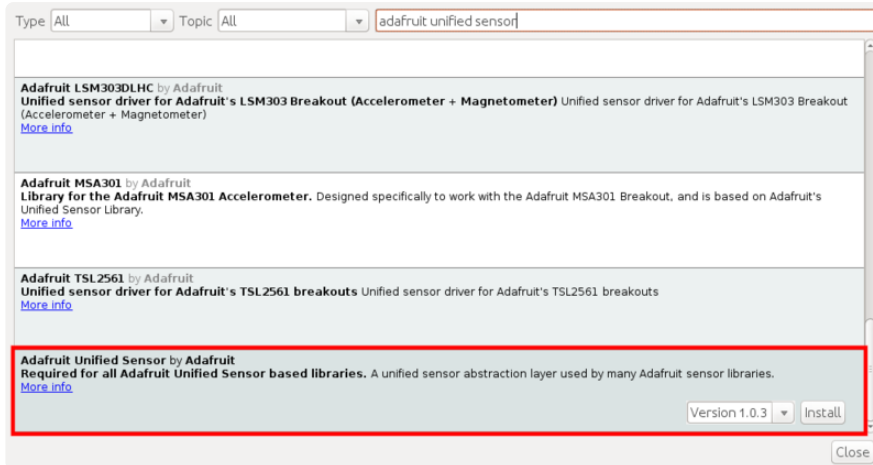 Type All Topic All adafruit unified sensor
Adafruit LSM303DLHC by Adafruit
Unified sensor driver for Adafruit's LSM303 Breakout (Accelerometer + Magnetometer) Unified sensor driver for Adafruit's LSM303 Breakout
(Accelerometer + Magnetometer)
More info
Adafruit MSA301 by Adafruit
Library for the Adafruit MSA301 Accelerometer. Designed specifically to work with the Adafruit MSA301 Breakout, and is based on Adafruit's
Unified Sensor Library.
More info
Adafruit TSL2561 by Adafruit
Unified sensor driver for Adafruit's TSL2561 breakouts Unified sensor driver for Adafruit's TSL2561 breakouts
More info
Adafruit Unified Sensor by Adafruit
Required for all Adafruit Unified Sensor based libraries. A unified sensor abstraction layer used by many Adafruit sensor libraries.
More info
Version 1.0.3 Install
Close